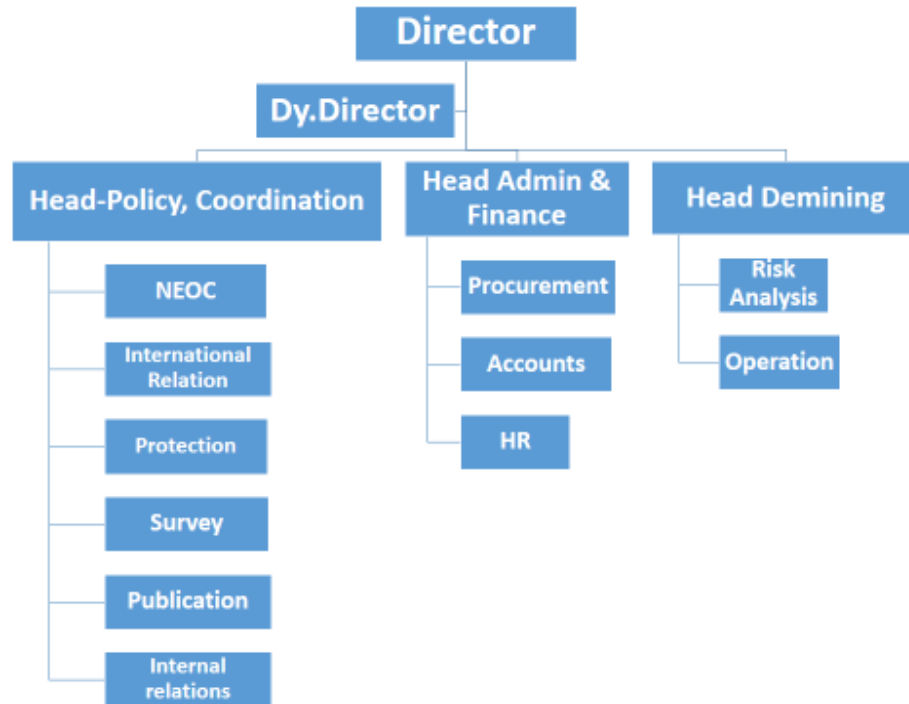 Director
Dy.Director
Head-Policy, Coordination
Head Admin &
Finance
Head Demining
NEOC
International
Relation
Protection
Survey
Publication
Internal
relations
Procurement
Accounts
HR
Risk
Analysis
Operation